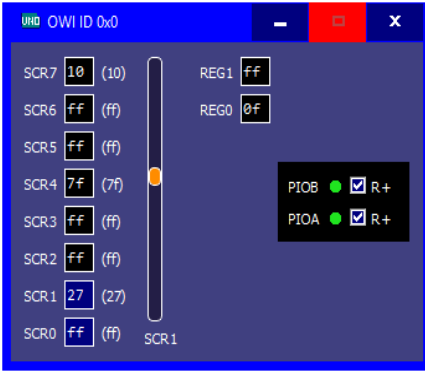 UND OWI ID 0x0
SCR7 10 (10) REG1 ff
SCR6 ff (ff) REG0 0f
SCR5 ff (ff)
SCR4 7f (7f) PIOB R+
SCR3 ff (ff) PIOA R+
SCR2 ff (ff)
SCR1 27 (27)
SCR0 ff (ff) SCR1